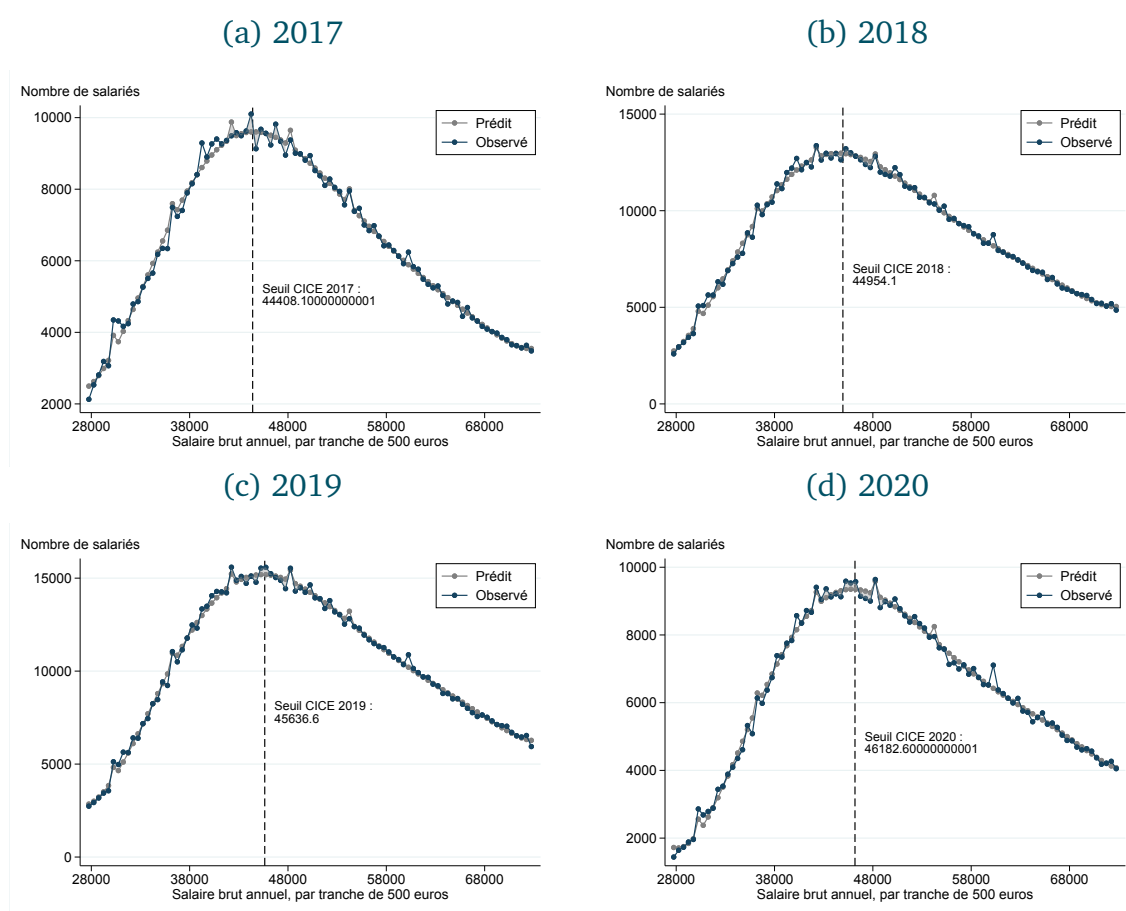 (a) 2017
Nombre de salariés
10000
8000
6000
4000
2000
Prédit
Observé
Seuil CICE 2017 :
44408.10000000001
28000 38000 48000 58000 68000
Salaire brut annuel, par tranche de 500 euros
(b) 2018
Nombre de salariés
15000
10000
5000
0
Prédit
Observé
Seuil CICE 2018 :
44954.1
28000 38000 48000 58000 68000
Salaire brut annuel, par tranche de 500 euros
(c) 2019
Nombre de salariés
15000
10000
5000
0
Prédit
Observé
Seuil CICE 2019 :
45636.6
28000 38000 48000 58000 68000
Salaire brut annuel, par tranche de 500 euros
(d) 2020
Nombre de salariés
10000
8000
6000
4000
2000
Prédit
Observé
Seuil CICE 2020 :
46182.60000000001
28000 38000 48000 58000 68000
Salaire brut annuel, par tranche de 500 euros